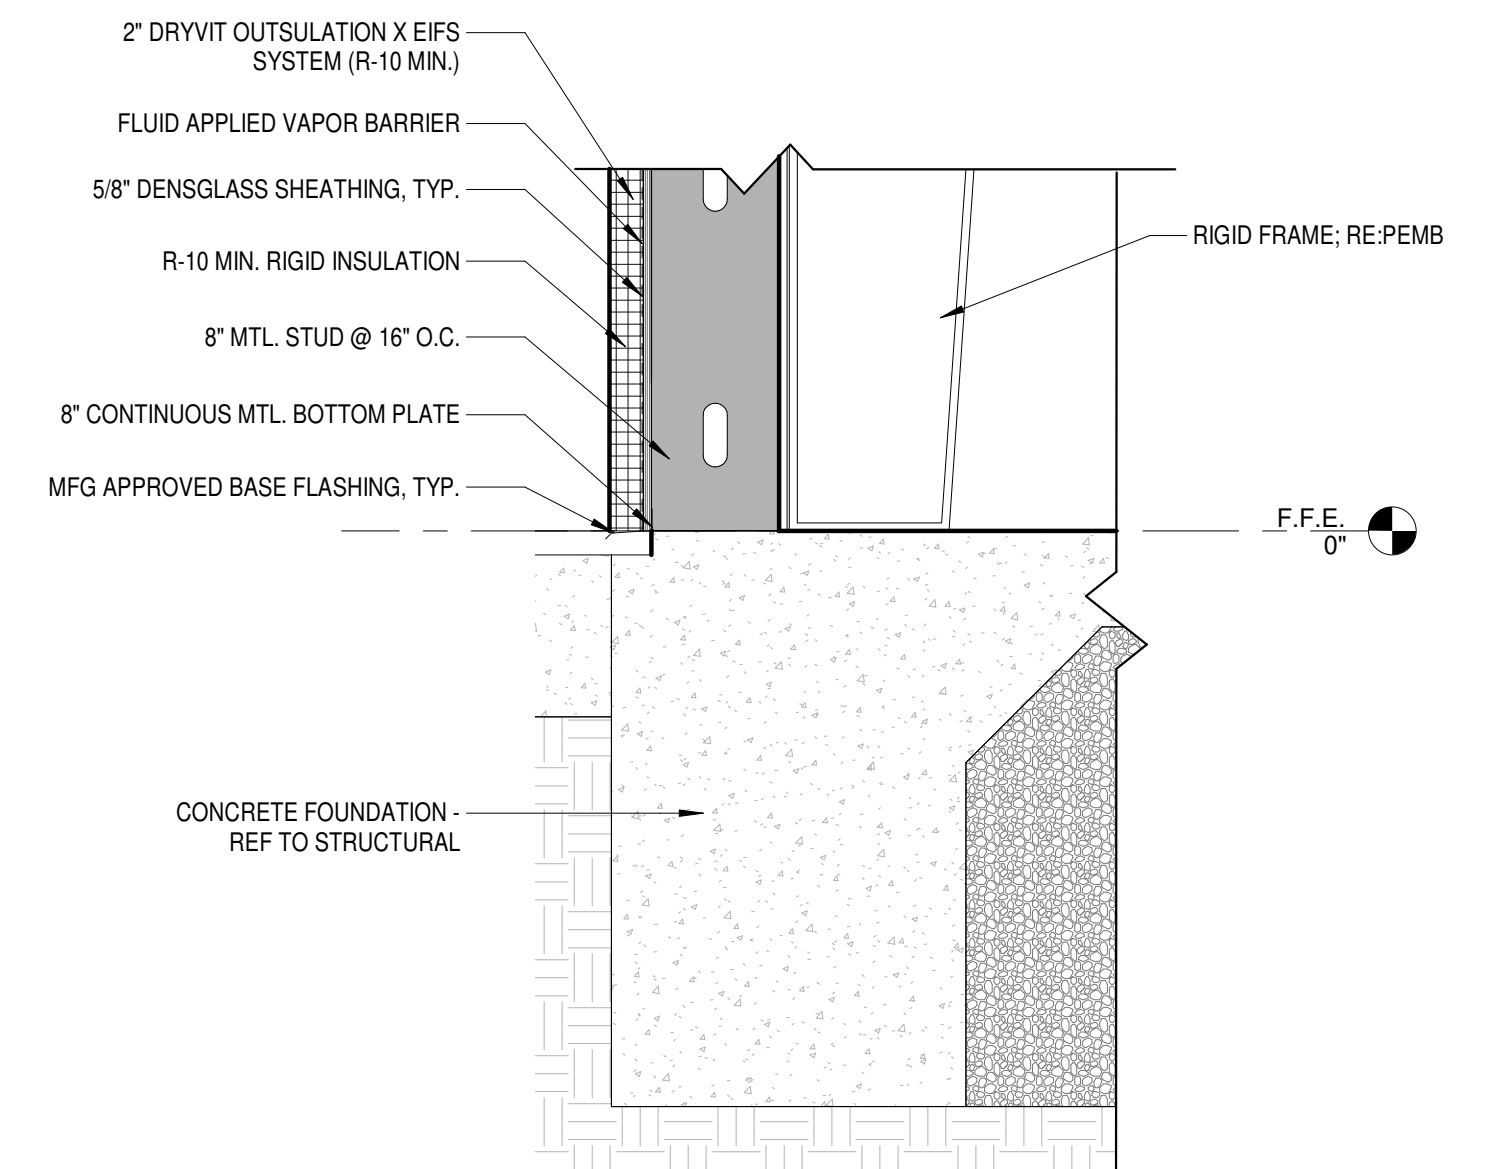 2" DRYVIT OUTSULATION X EIFS
SYSTEM (R-10 MIN.)
FLUID APPLIED VAPOR BARRIER
5/8" DENSGLASS SHEATHING, TYP.
R-10 MIN. RIGID INSULATION
8" MTL. STUD @ 16" O.C.
8" CONTINUOUS MTL. BOTTOM PLATE
MFG APPROVED BASE FLASHING, TYP.
RIGID FRAME; RE:PEMB
F.F.E.
0"
CONCRETE FOUNDATION -
REF TO STRUCTURAL